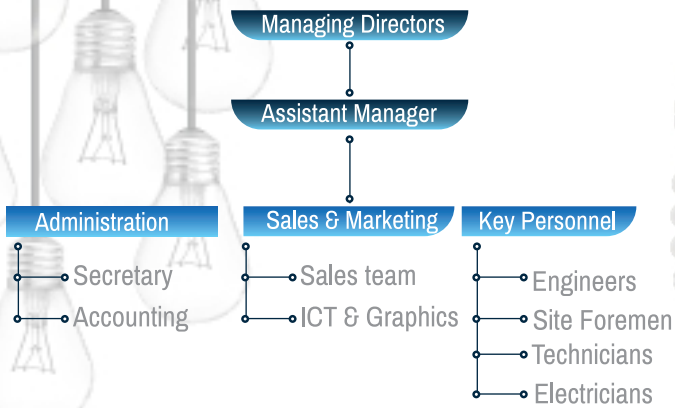 Managing Directors
Assistant Manager
Administration
Secretary
Accounting
Sales & Marketing
Sales team
ICT & Graphics
Key Personnel
Engineers
Site Foremen
Technicians
Electricians